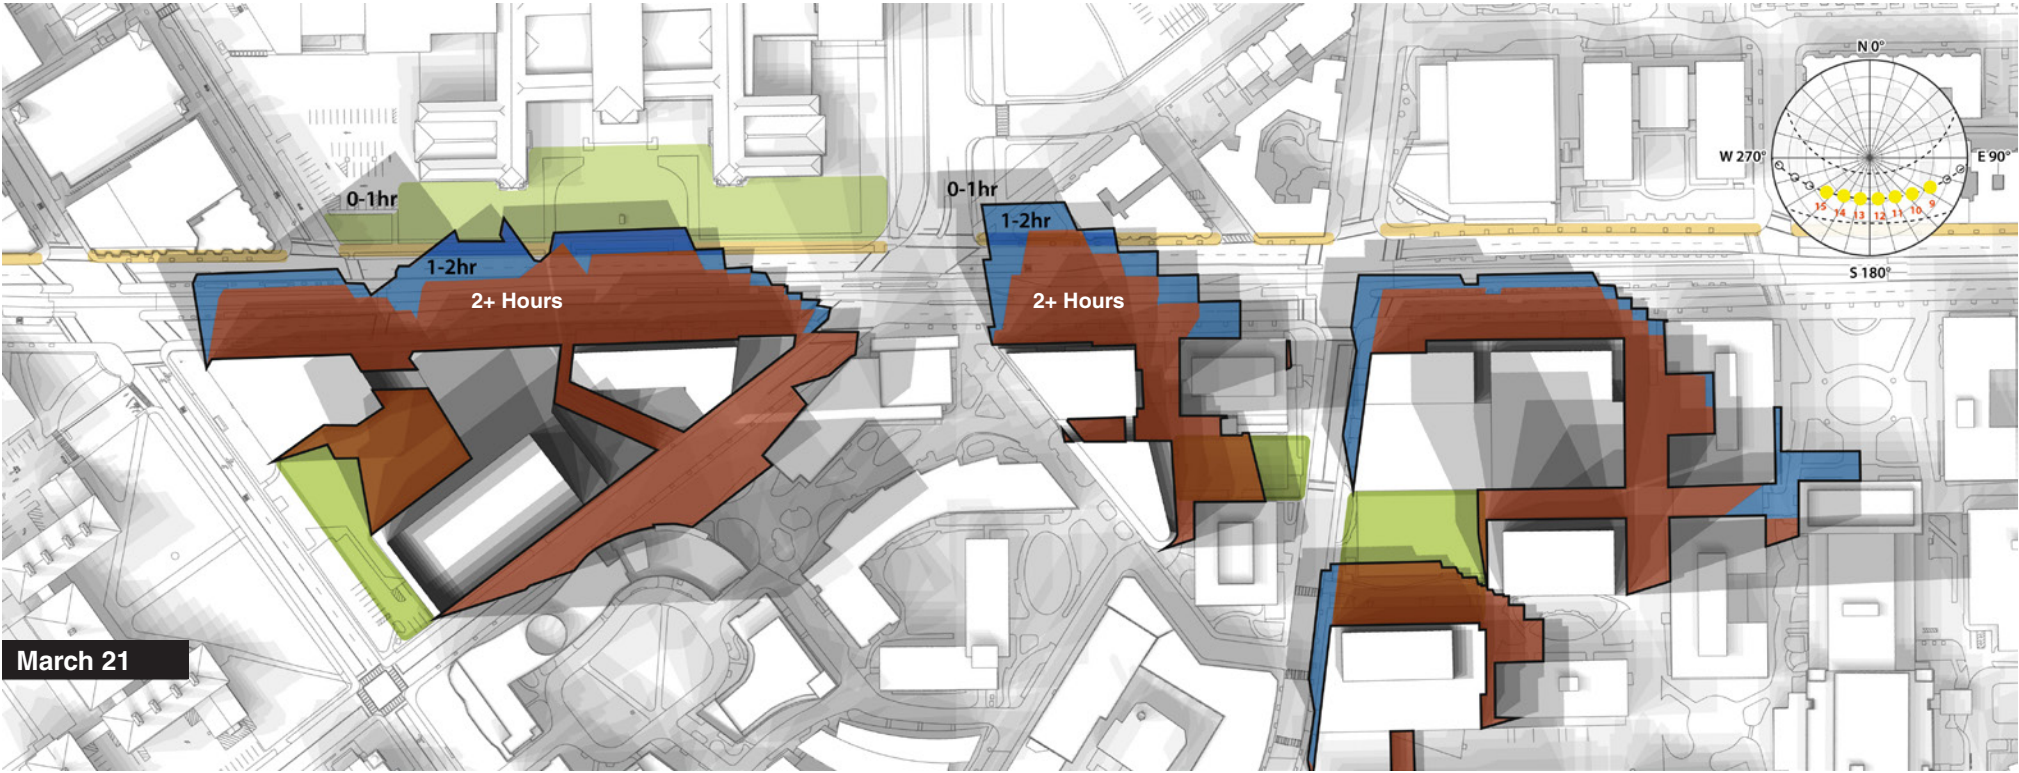 N 0°
W 270°
E 90°
15
14
13
12
11
10
9
S 180°
0-1hr
0-1hr
1-2hr
1-2hr
2+ Hours
2+ Hours
March 21